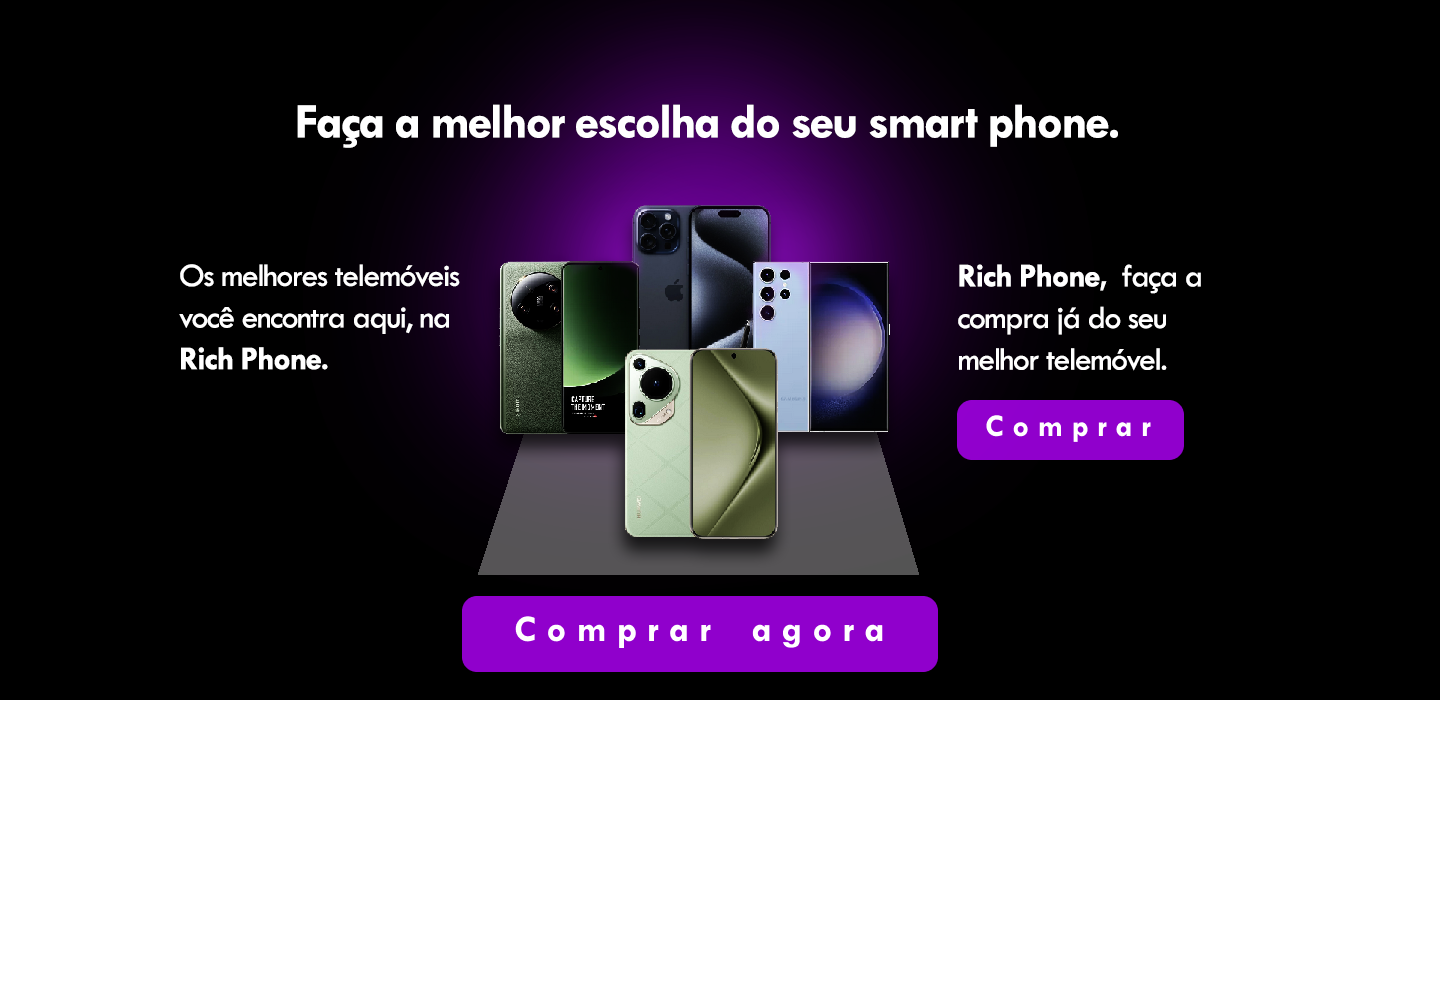 Faça a melhor escolha do seu smart phone.
Os melhores telemóveis
você encontra aqui, na
Rich Phone.
CAPTURE
THE MOMENT
Rich Phone, faça a
compra já do seu
melhor telemóvel.
Comprar
Comprar agora